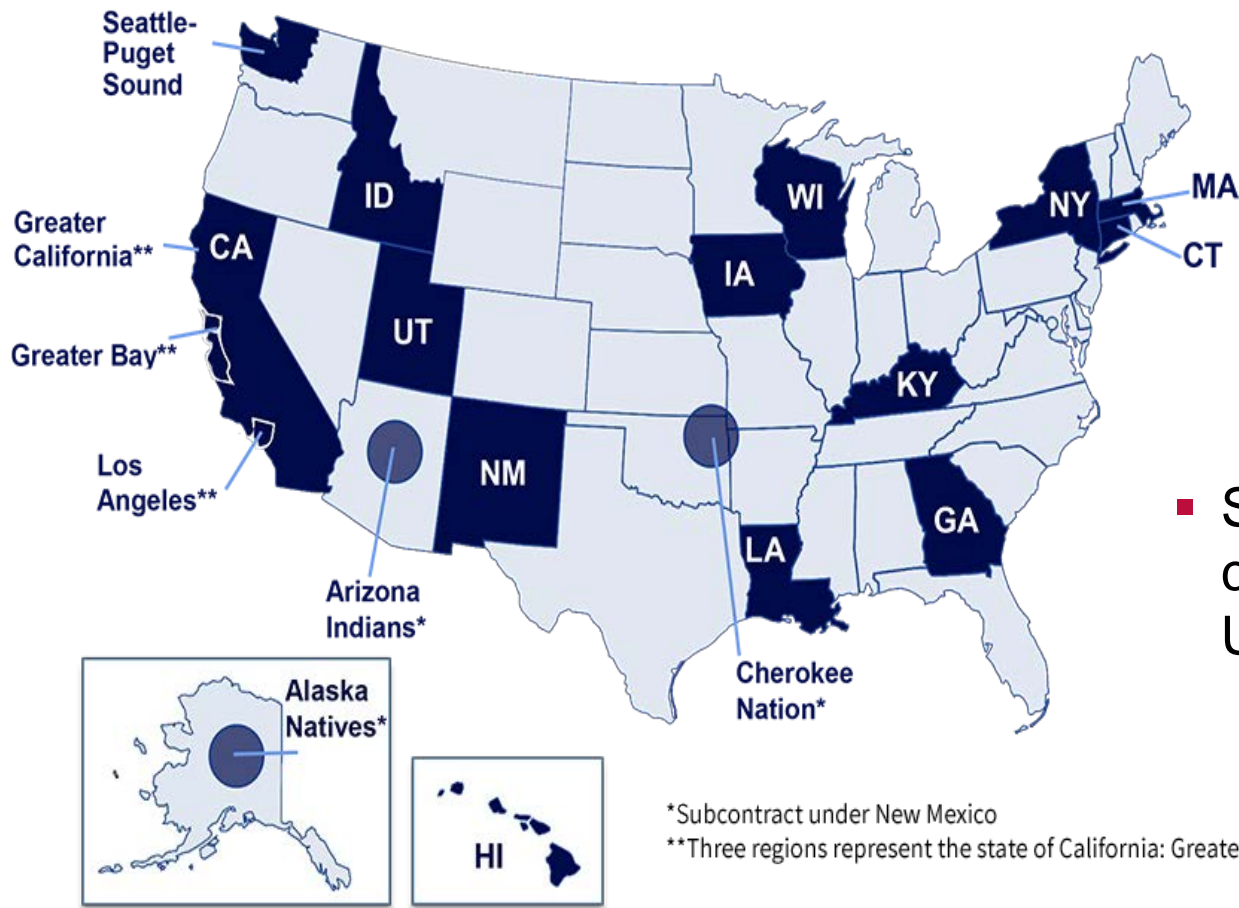 Seattle-
Puget
Sound
ID
WI
NY
MA
CT
Greater
California**
CA
IA
UT
Greater Bay**
KY
Los
Angeles**
NM
GA
LA
Arizona
Indians*
Cherokee
Nation*
Alaska
Natives*
HI
*Subcontract under New Mexico
**Three regions represent the state of California: